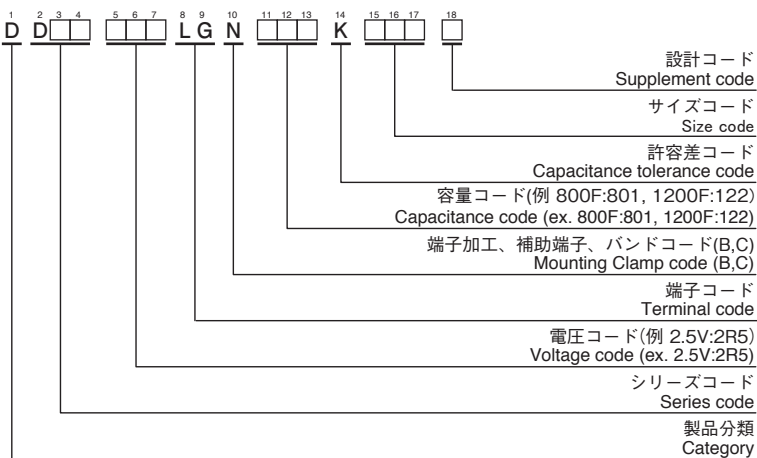 1 2 3 4 5 6 7 8 9 10 11 12 13 14 15 16 17 18
D D□□ □□□ L G N □□□ K □□□ □
設計コード
Supplement code
サイズコード
Size code
許容差コード
Capacitance tolerance code
容量コード(例 800F:801, 1200F:122)
Capacitance code (ex. 800F:801, 1200F:122)
端子加工、補助端子、バンドコード(B,C)
Mounting Clamp code (B,C)
端子コード
Terminal code
電圧コード(例 2.5V:2R5)
Voltage code (ex. 2.5V:2R5)
シリーズコード
Series code
製品分類
Category